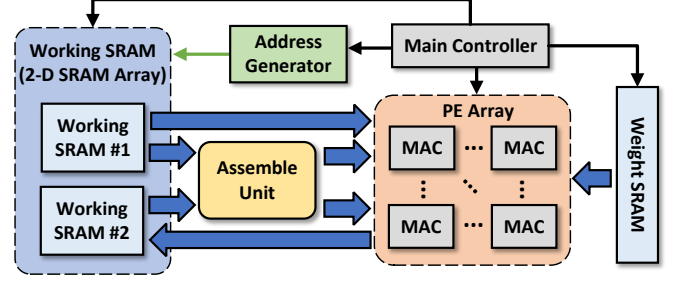 Working SRAM
(2-D SRAM Array)
Address
Generator
Main Controller
PE Array
Working
SRAM #1
Working
SRAM #2
Assemble
Unit
MAC
···
MAC
MAC
···
MAC
Weight SRAM